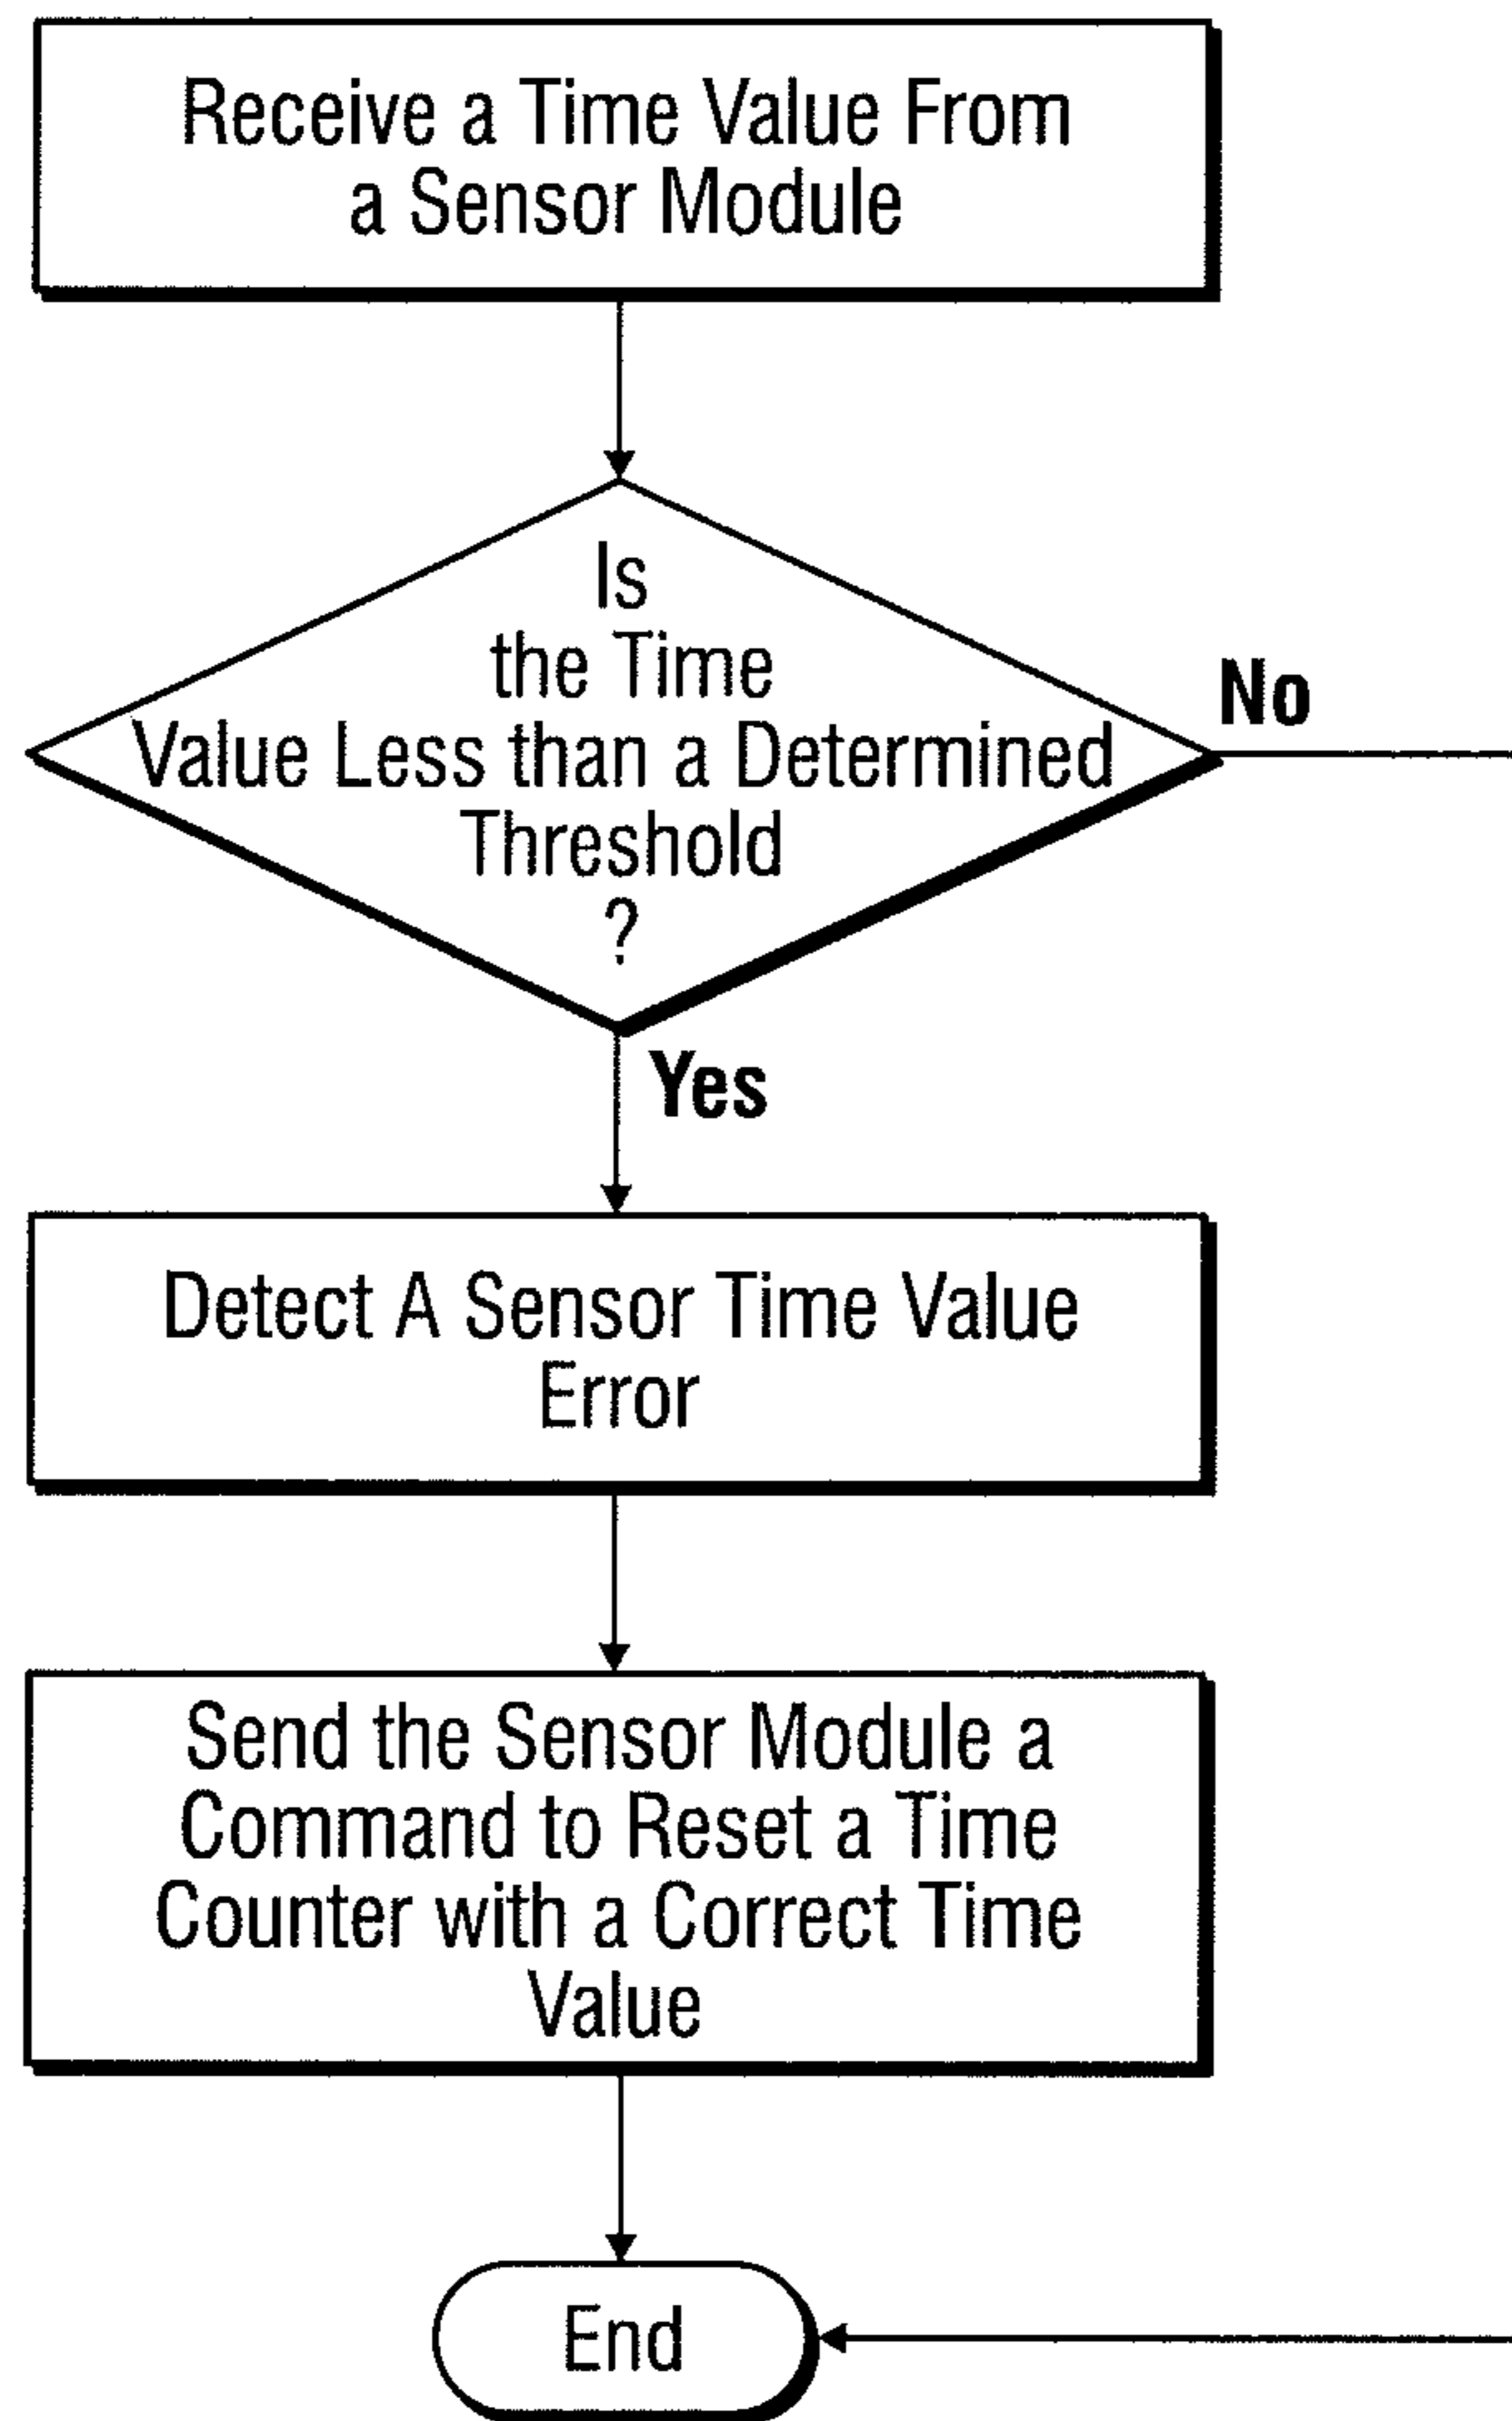 Receive a Time Value From
a Sensor Module
Is
the Time
Value Less than a Determined
Threshold
?
No
Yes
Detect A Sensor Time Value
Error
Send the Sensor Module a
Command to Reset a Time
Counter with a Correct Time
Value
End